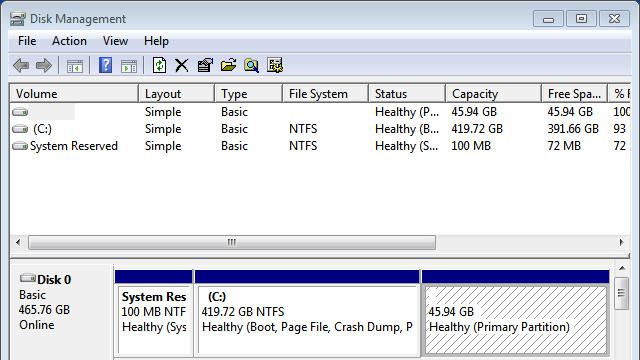 Disk Management
File Action View Help
Volume Layout Type File System Status Capacity Free Spa... % F
Simple Basic Healthy (P... 45.94 GB 45.94 GB 100
(C:) Simple Basic NTFS Healthy (B... 419.72 GB 391.66 GB 93
System Reserved Simple Basic NTFS Healthy (S... 100 MB 72 MB 72
Disk 0
Basic
465.76 GB
Online
System Res
100 MB NTF
Healthy (Sys
(C:)
419.72 GB NTFS
Healthy (Boot, Page File, Crash Dump, P
45.94 GB
Healthy (Primary Partition)